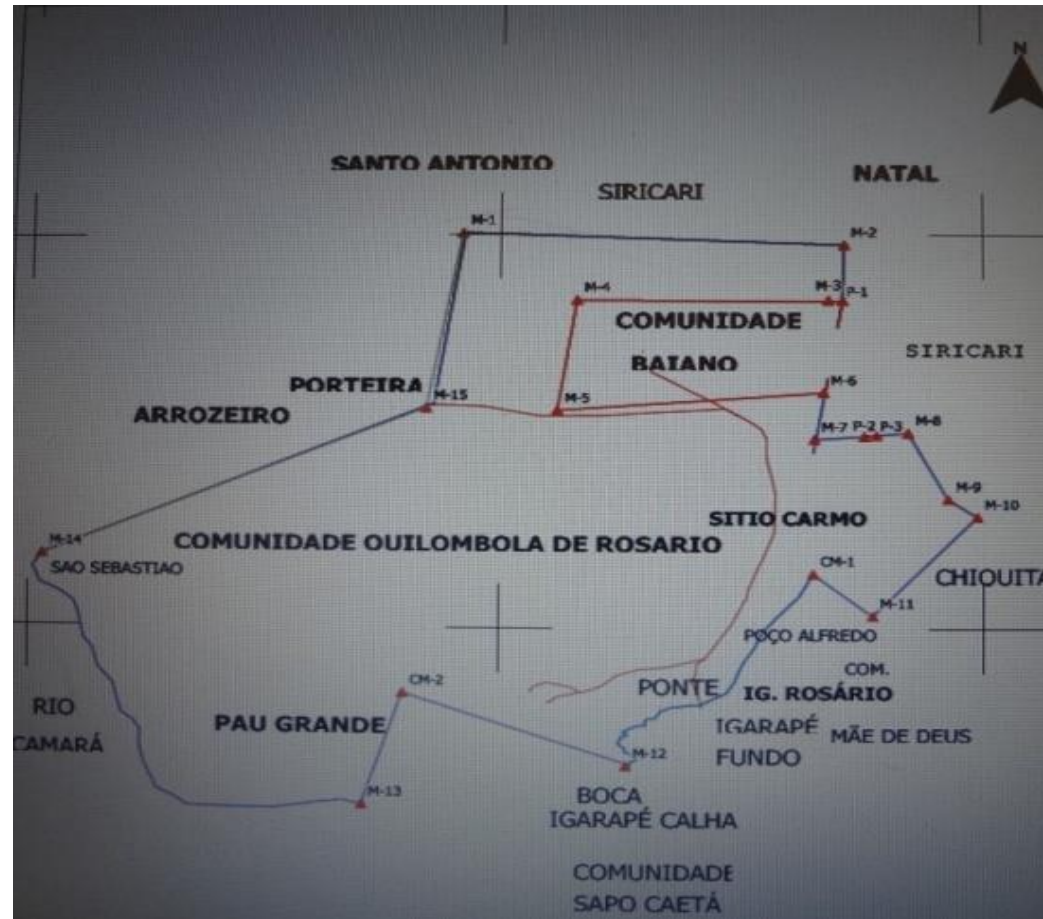 N
SANTO ANTONIO
NATAL
SIRICARI
M-1
M-2
M-4
M-3
P-1
COMUNIDADE
BAIANO
SIRICARI
PORTEIRA
M-15
M-6
ARROZEIRO
M-5
M-7
P-2
P-3
M-8
M-9
M-10
SITIO CARMO
M-14
COMUNIDADE QUILOMBOLA DE ROSARIO
SAO SEBASTIAO
CM-1
CHIQUITA
M-11
POÇO ALFREDO
COM.
CM-2
PONTE
IG. ROSÁRIO
RIO
CAMARÁ
PAU GRANDE
IGARAPÉ
FUNDO
MÃE DE DEUS
M-12
M-13
BOCA
IGARAPÉ CALHA
COMUNIDADE
SAPO CAETÁ